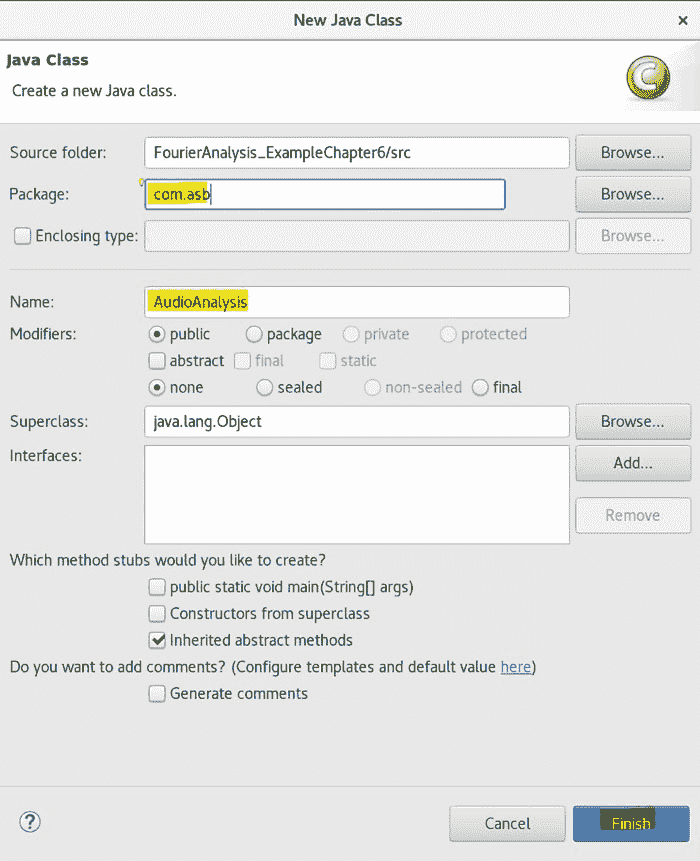 New Java Class
×
Java Class
Create a new Java class.
C
Source folder: FourierAnalysis_ExampleChapter6/src Browse...
Package: com.asb Browse...
Enclosing type: Browse...
Name: AudioAnalysis
Modifiers: public package private protected
abstract final static
none sealed non-sealed final
Superclass: java.lang.Object Browse...
Interfaces: Add...
Remove
Which method stubs would you like to create?
public static void main(String[] args)
Constructors from superclass
Inherited abstract methods
Do you want to add comments? (Configure templates and default value here)
Generate comments
? Cancel Finish